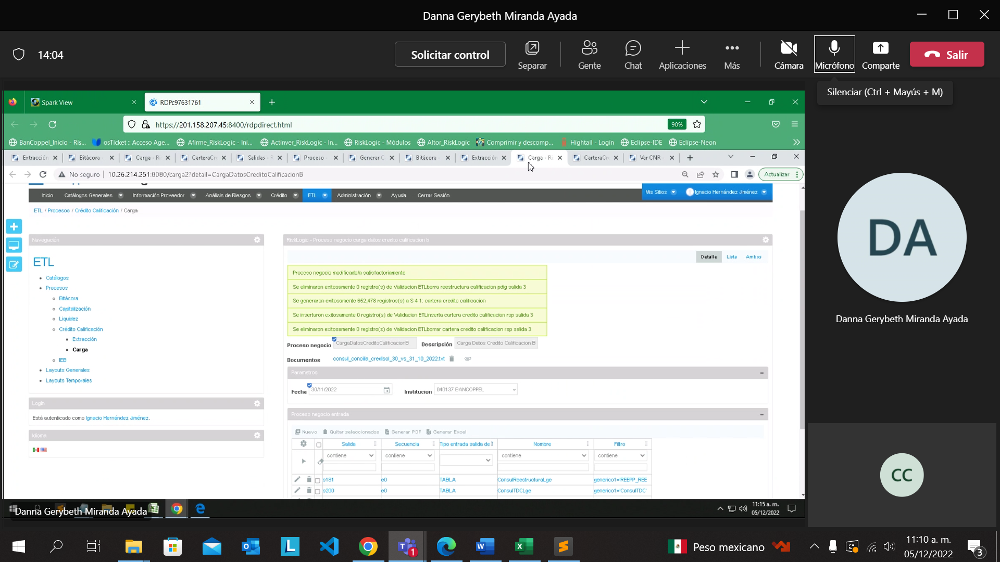 Danna Gerybeth Miranda Ayada
14:04
Solicitar control
Separar
Gente
Chat
Aplicaciones
Más
Cámara
Micrófono
Comparte
Salir
Silenciar (Ctrl + Mayús + M)
Spark View
RDPc97631761
https://201.158.207.45:8400/rdpdirect.html
90%
BanCoppel_Inicio - Ris...
osTicket :: Acceso Age...
Afirme_RiskLogic - Ini...
Actinver_RiskLogic - In...
RiskLogic - Módulos
Altor_RiskLogic
Comprimir y descomp...
Hightail - Login
Eclipse-IDE
Eclipse-Neon
Extracción
Bitácora -
Carga - Ri
CarteraCre
Salidas - R
Proceso -
Generar C
Bitácora -
Extracción
Carga - Ri
CarteraCre
Var CNR -
No seguro
10.26.214.251:8080/carga2?detail=CargaDatosCreditoCalificacionB
Actualizar
Inicio
Catálogos Generales
Información Proveedor
Análisis de Riesgos
Crédito
ETL
Administración
Ayuda
Cerrar Sesión
Mis Sitios
Ignacio Hernández Jiménez
ETL / Procesos / Crédito Calificación / Carga
Navegación
ETL
Catálogos
Procesos
Bitácora
Capitalización
Liquidez
Crédito Calificación
Extracción
Carga
IEB
Layouts Generales
Layouts Temporales
Login
Está autenticado como Ignacio Hernández Jiménez.
Idioma
RiskLogic - Proceso negocio carga datos credito calificacion b
Detalle
Lista
Ambos
Proceso negocio modificado/a satisfactoriamente
Se eliminaron exitosamente 0 registro(s) de Validacion ETLborra reestructura calificacion pdig salida 3
Se generaron exitosamente 652,478 registros(s) a S 4 1: cartera credito calificacion
Se insertaron exitosamente 0 registro(s) de Validacion ETLinserta cartera credito calificacion rsp salida 3
Se eliminaron exitosamente 0 registro(s) de Validacion ETLborrar cartera credito calificacion rsp salida 3
Proceso negocio
CargaDatosCreditoCalificacionB
Descripción
Carga Datos Credito Calificacion B
Documentos
consul_concilia_credisol_30_vs_31_10_2022.txt
Parametros
Fecha
30/11/2022
Institucion
040137 BANCOPPEL
Proceso negocio entrada
Nuevo
Quitar seleccionados
Generar PDF
Generar Excel
Salida
Secuencia
Tipo entrada salida de
Nombre
Filtro
contiene
contiene
contiene
contiene
s181
e0
TABLA
ConsulReestructuraLge
generico1='REEPP_REE
s200
e0
TABLA
ConsulTDCLge
generico1='ConsulTDC'
Danna Gerybeth Miranda Ayada
11:15 a. m.
05/12/2022
DA
Danna Gerybeth Miranda Ayada
CC
Peso mexicano
11:10 a. m.
05/12/2022
3